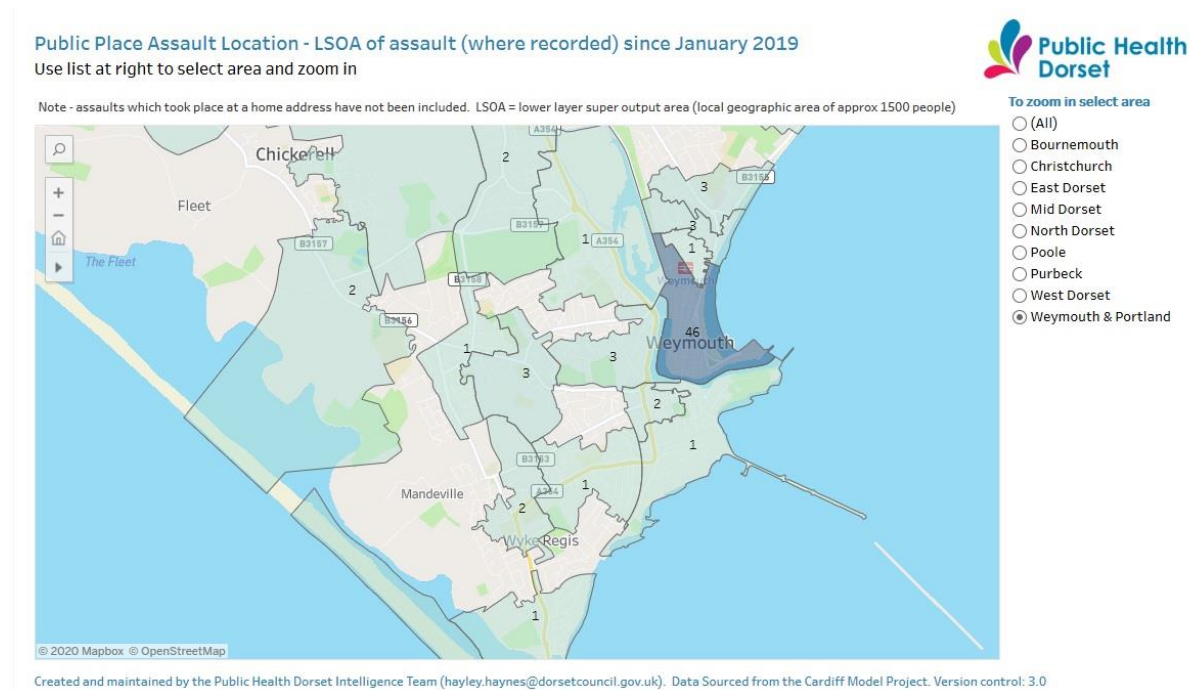 Public Place Assault Location - LSOA of assault (where recorded) since January 2019
Use list at right to select area and zoom in
Public Health
Dorset
Note - assaults which took place at a home address have not been included. LSOA = lower layer super output area (local geographic area of approx 1500 people)
To zoom in select area
(All)
Bournemouth
Christchurch
East Dorset
Mid Dorset
North Dorset
Poole
Purbeck
West Dorset
Weymouth & Portland
A354
Chickerell
2
B3155
3
Fleet
B3157
3
B3157
1
A354
1
The Fleet
B3158
Weymouth
2
B3156
46
Weymouth
1
3
3
2
1
B3163
Mandeville
A354
1
2
Wyke Regis
1
© 2020 Mapbox © OpenStreetMap
Created and maintained by the Public Health Dorset Intelligence Team (hayley.haynes@dorsetcouncil.gov.uk). Data Sourced from the Cardiff Model Project. Version control: 3.0